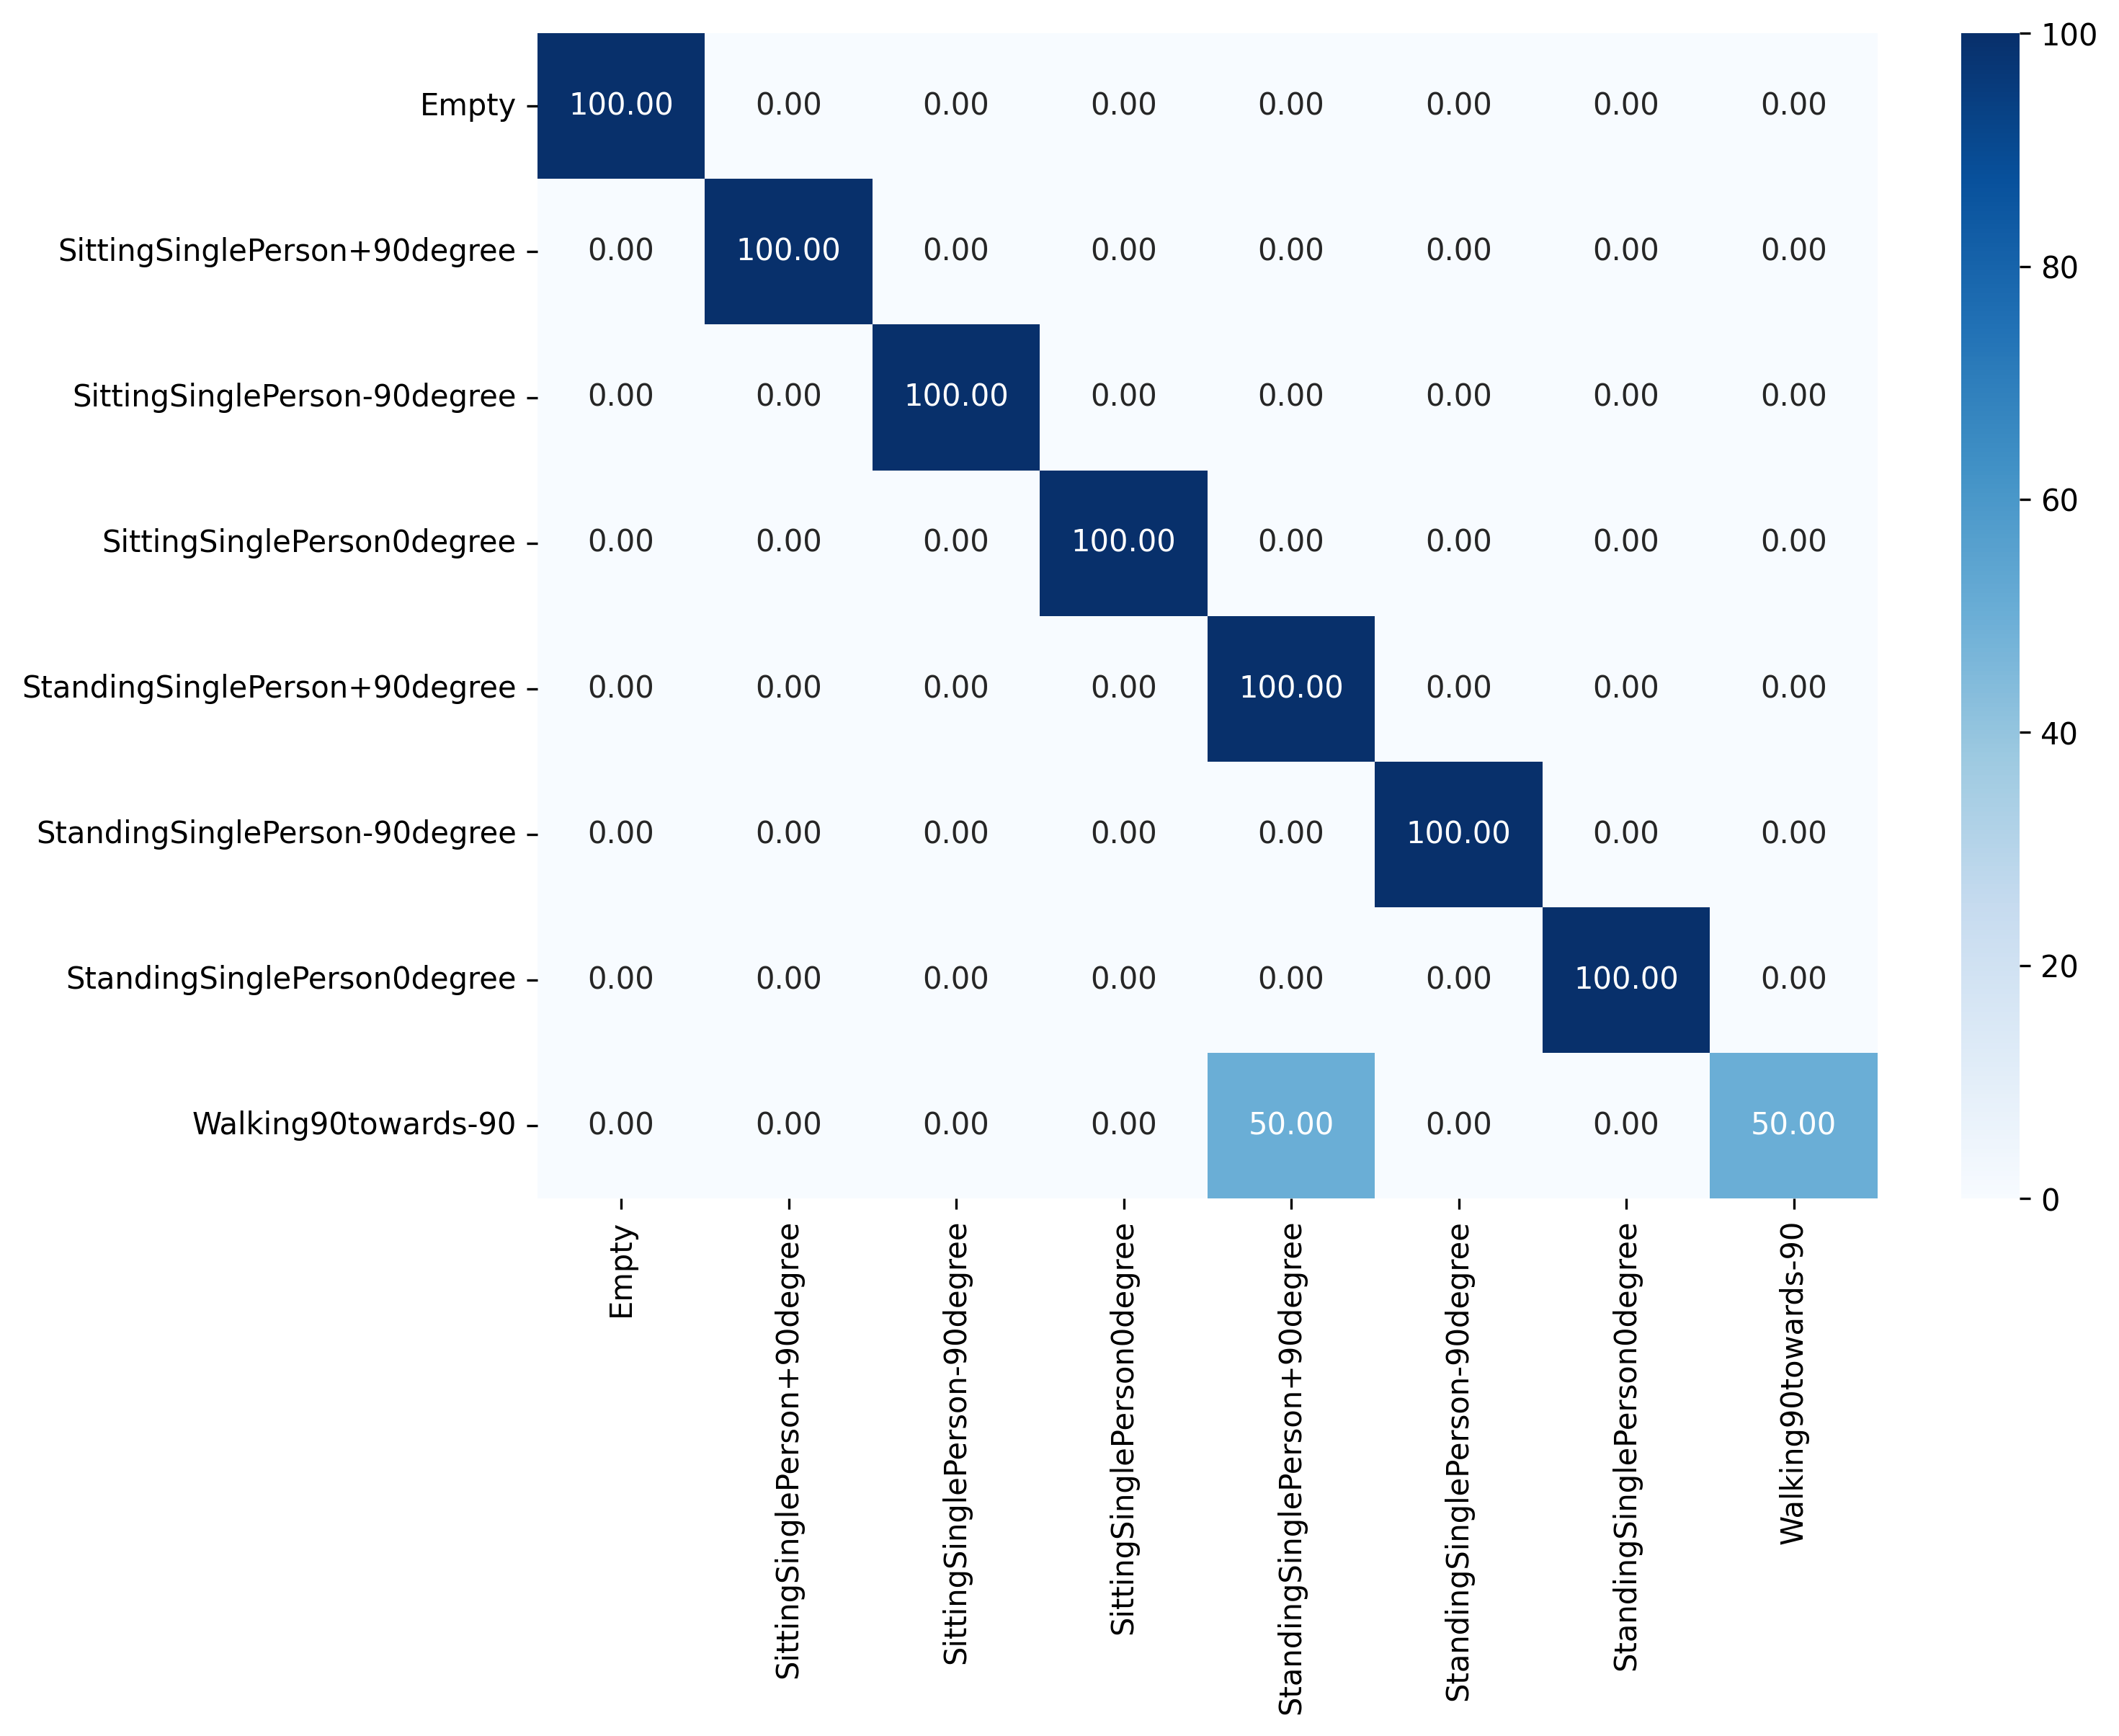 Empty 100.00 0.00 0.00 0.00 0.00 0.00 0.00 0.00
SittingSinglePerson+90degree 0.00 100.00 0.00 0.00 0.00 0.00 0.00 0.00
SittingSinglePerson-90degree 0.00 0.00 100.00 0.00 0.00 0.00 0.00 0.00
SittingSinglePerson0degree 0.00 0.00 0.00 100.00 0.00 0.00 0.00 0.00
StandingSinglePerson+90degree 0.00 0.00 0.00 0.00 100.00 0.00 0.00 0.00
StandingSinglePerson-90degree 0.00 0.00 0.00 0.00 0.00 100.00 0.00 0.00
StandingSinglePerson0degree 0.00 0.00 0.00 0.00 0.00 0.00 100.00 0.00
Walking90towards-90 0.00 0.00 0.00 0.00 50.00 0.00 0.00 50.00
Empty
SittingSinglePerson+90degree
SittingSinglePerson-90degree
SittingSinglePerson0degree
StandingSinglePerson+90degree
StandingSinglePerson-90degree
StandingSinglePerson0degree
Walking90towards-90
100
80
60
40
20
0